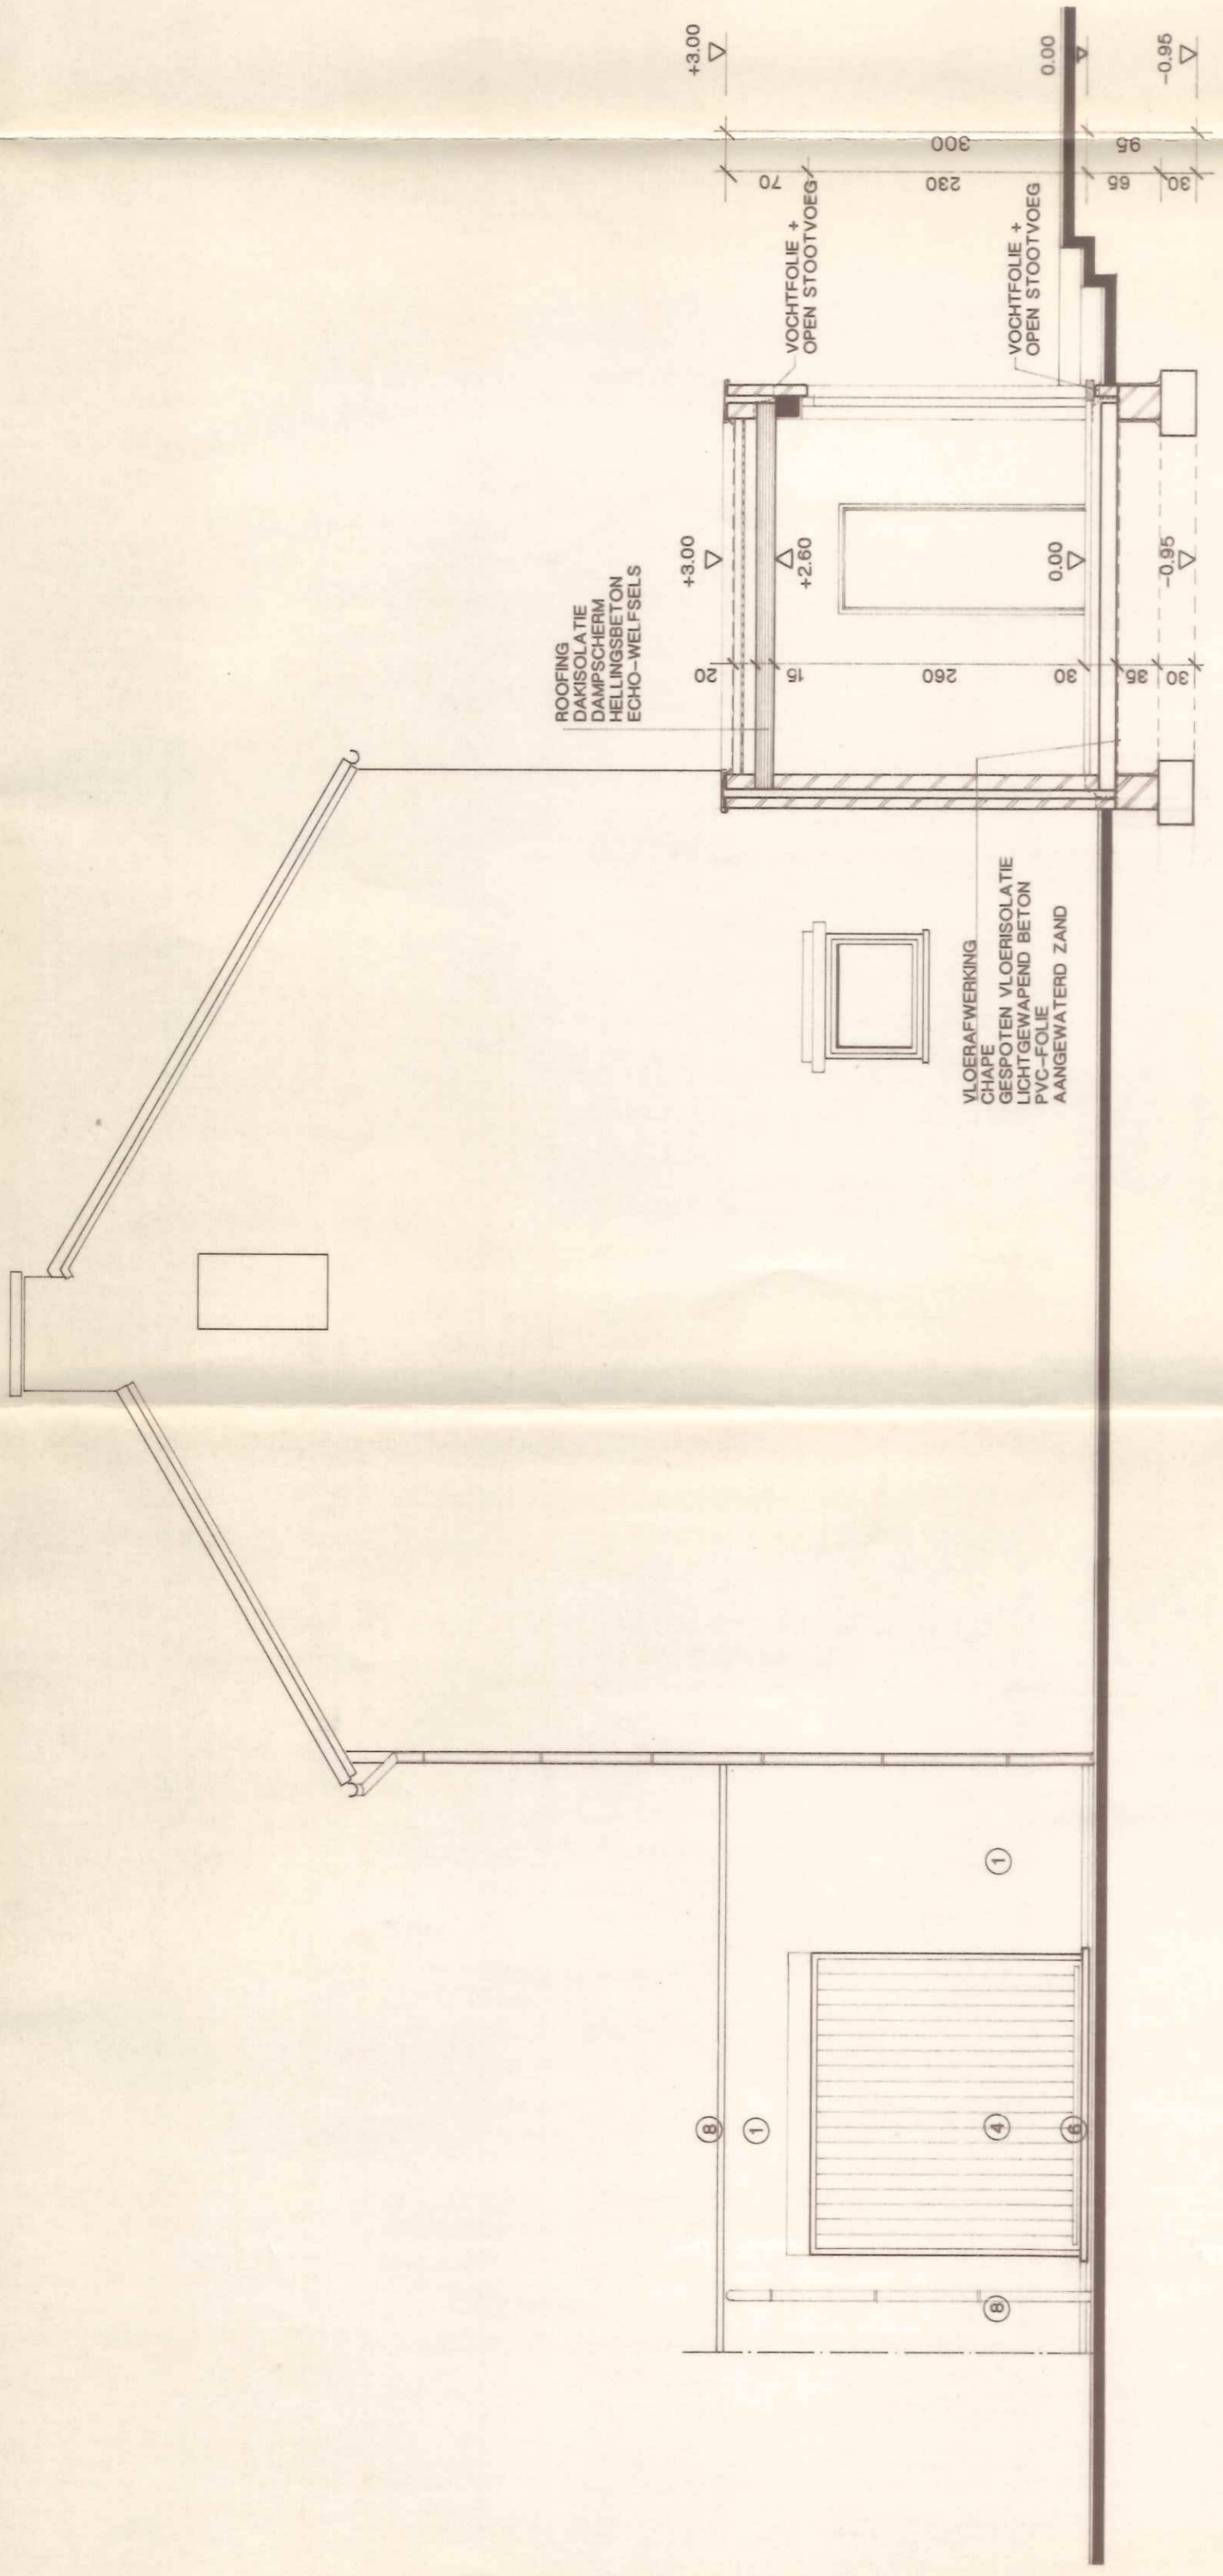 ROOFING
DAKISOLATIE
DAMPSCHERM
HELLINGSBETON
ECHO-WELFSELS
VLOERAFWERKING
CHAPE
GESPOTEN VLOERISOLATIE
LICHTGEWAPEND BETON
PVC-FOLIE
AANGEWATERD ZAND
VOCHTFOLIE +
OPEN STOOTVOEG
VOCHTFOLIE +
OPEN STOOTVOEG
+3.00
+2.60
0.00
-0.95
20
15
260
30
35
30
70
230
65
30
300
95
+3.00
0.00
-0.95
8
1
4
6
8
1